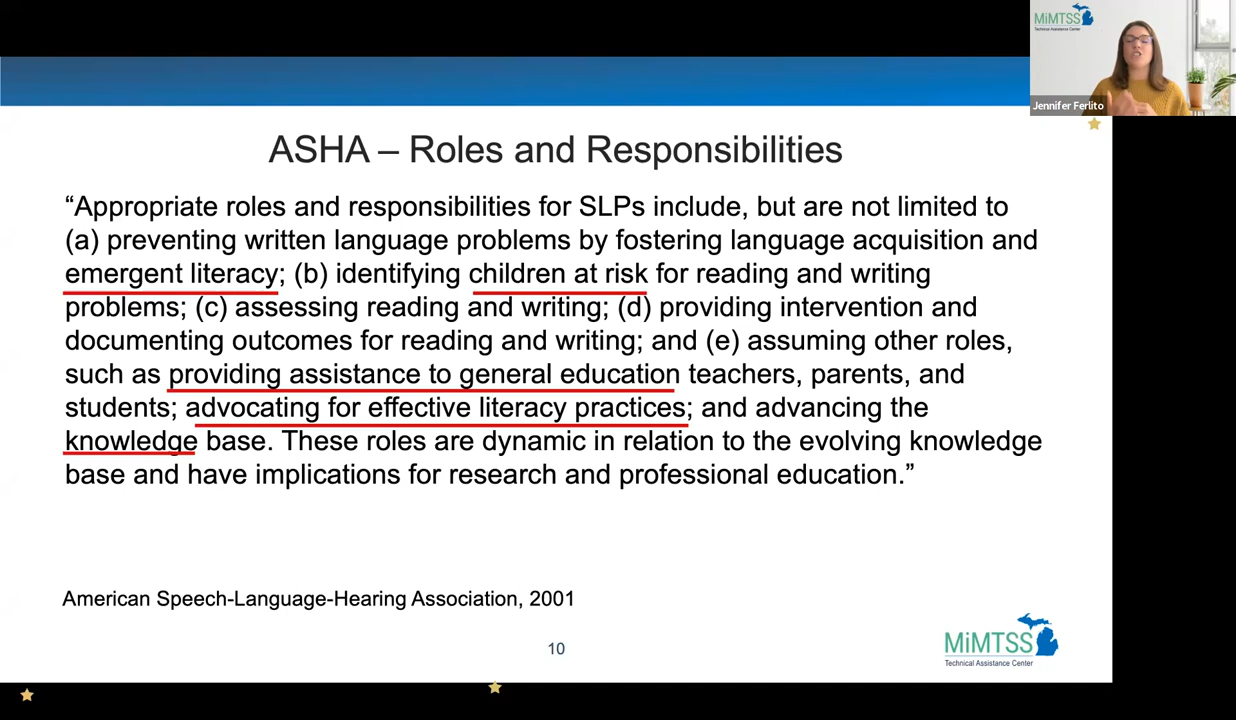 MiMTSS
Technical Assistance Center
Jennifer Ferlito
ASHA – Roles and Responsibilities
“Appropriate roles and responsibilities for SLPs include, but are not limited to
(a) preventing written language problems by fostering language acquisition and
emergent literacy; (b) identifying children at risk for reading and writing
problems; (c) assessing reading and writing; (d) providing intervention and
documenting outcomes for reading and writing; and (e) assuming other roles,
such as providing assistance to general education teachers, parents, and
students; advocating for effective literacy practices; and advancing the
knowledge base. These roles are dynamic in relation to the evolving knowledge
base and have implications for research and professional education.”
American Speech-Language-Hearing Association, 2001
10
MiMTSS
Technical Assistance Center